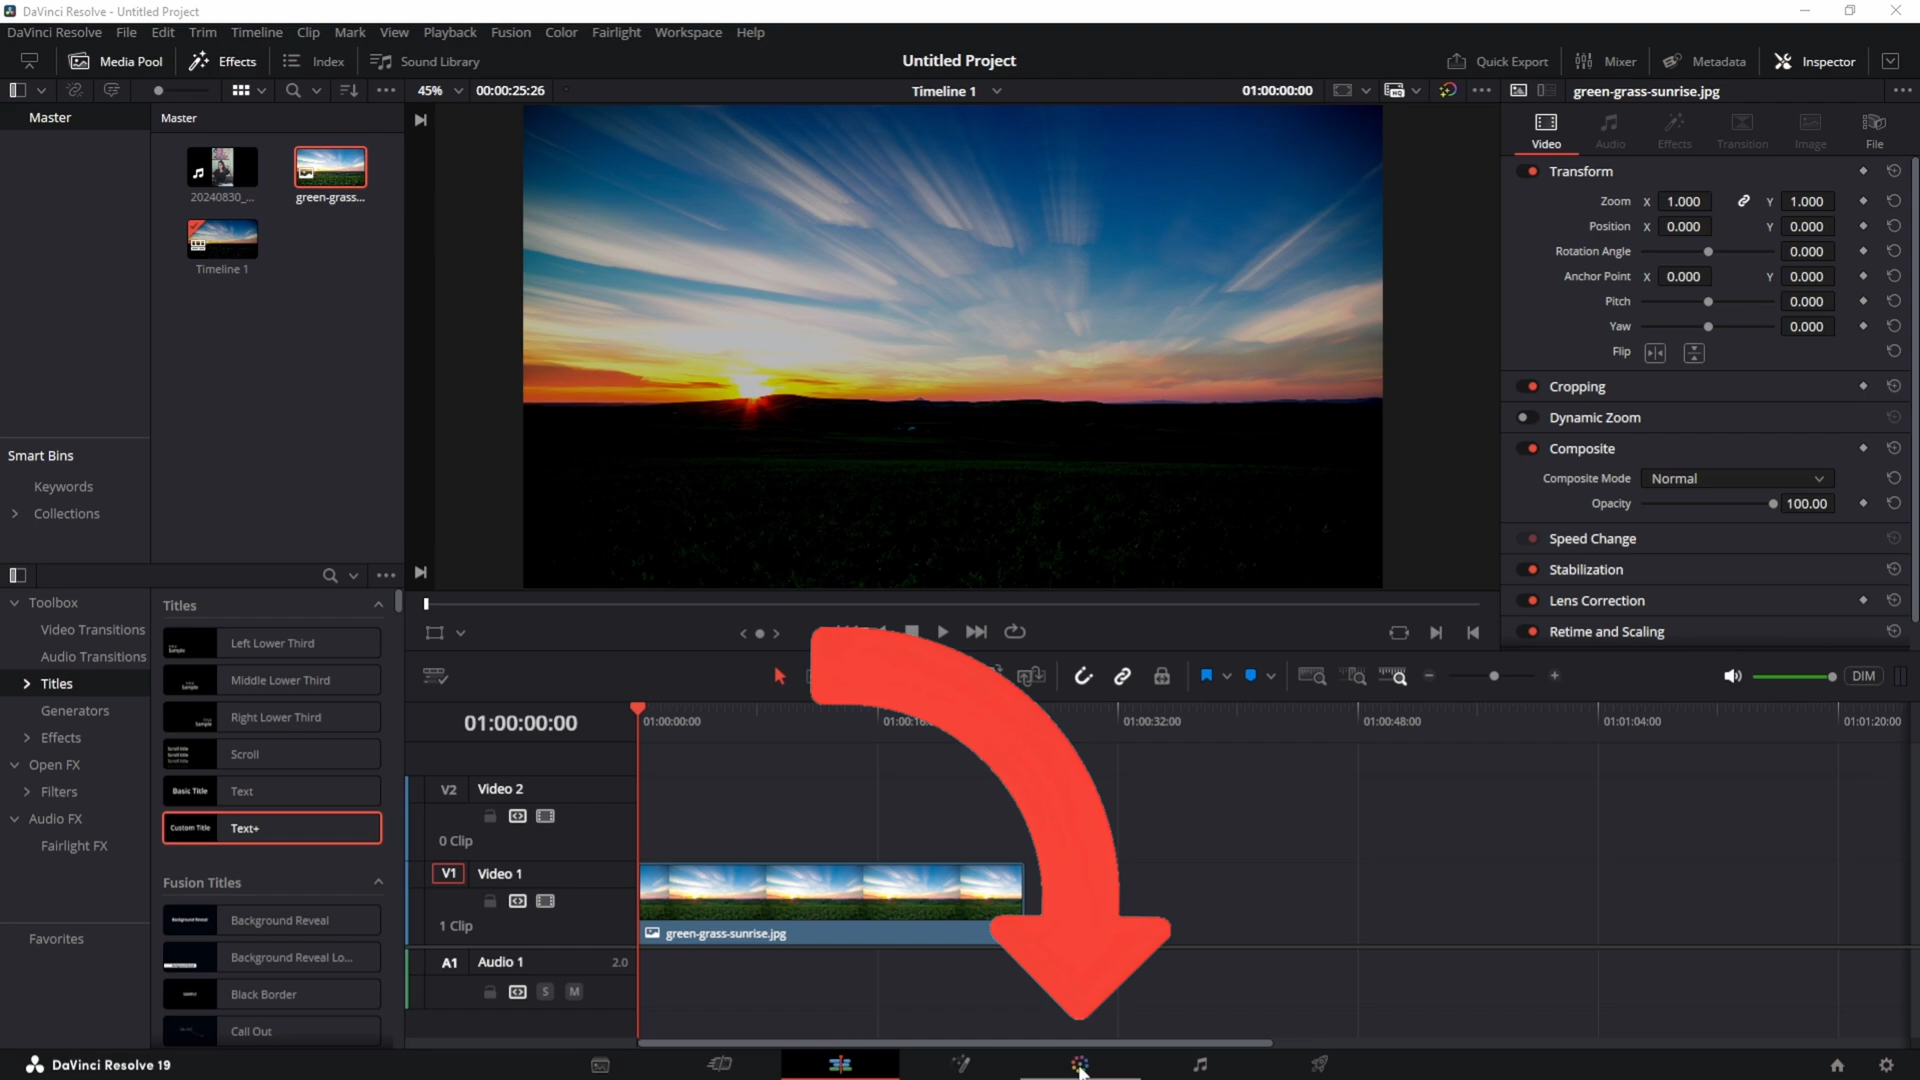 DaVinci Resolve - Untitled Project
DaVinci Resolve File Edit Trim Timeline Clip Mark View Playback Fusion Color Fairlight Workspace Help
Media Pool Effects Index Sound Library Untitled Project Quick Export Mixer Metadata Inspector
45% 00:00:25:26 Timeline 1 01:00:00:00 green-grass-sunrise.jpg
Master Master
Video Audio Effects Transition Image File
20240830_... green-grass...
Timeline 1
Transform
Zoom X 1.000 Y 1.000
Position X 0.000 Y 0.000
Rotation Angle 0.000
Anchor Point X 0.000 Y 0.000
Pitch 0.000
Yaw 0.000
Flip
Cropping
Dynamic Zoom
Composite
Composite Mode Normal
Opacity 100.00
Speed Change
Stabilization
Lens Correction
Retime and Scaling
Smart Bins
Keywords
Collections
Toolbox
Video Transitions
Audio Transitions
Titles
Generators
Effects
Open FX
Filters
Audio FX
Fairlight FX
Favorites
Titles
Left Lower Third
Middle Lower Third
Right Lower Third
Scroll
Basic Title Text
Custom Title Text+
Fusion Titles
Background Reveal Background Reveal
Background Reveal Lo...
Black Border
Call Out
DIM
01:00:00:00 01:00:00:00 01:00:16: 01:00:32:00 01:00:48:00 01:01:04:00 01:01:20:00
V2 Video 2
0 Clip
V1 Video 1
1 Clip
green-grass-sunrise.jpg
A1 Audio 1 2.0
S M
DaVinci Resolve 19